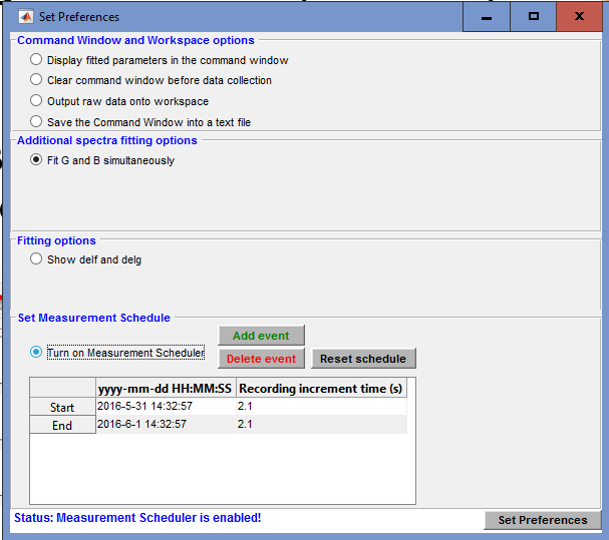 Set Preferences
Command Window and Workspace options
Display fitted parameters in the command window
Clear command window before data collection
Output raw data onto workspace
Save the Command Window into a text file
Additional spectra fitting options
Fit G and B simultaneously
Fitting options
Show delf and delg
Set Measurement Schedule
Add event
Turn on Measurement Scheduler
Delete event Reset schedule
yyyy-mm-dd HH:MM:SS Recording increment time (s)
Start 2016-5-31 14:32:57 2.1
End 2016-6-1 14:32:57 2.1
Status: Measurement Scheduler is enabled!
Set Preferences